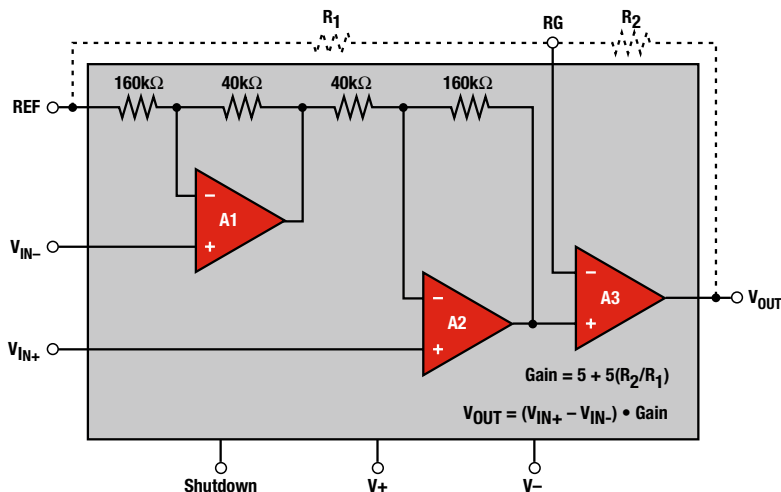 R1
RG
R2
160kΩ
40kΩ
40kΩ
160kΩ
REF
−
A1
+
VIN-
−
A3
+
VOUT
−
A2
+
VIN+
Gain = 5 + 5(R2/R1)
VOUT = (VIN+ – VIN-) • Gain
Shutdown
V+
V–